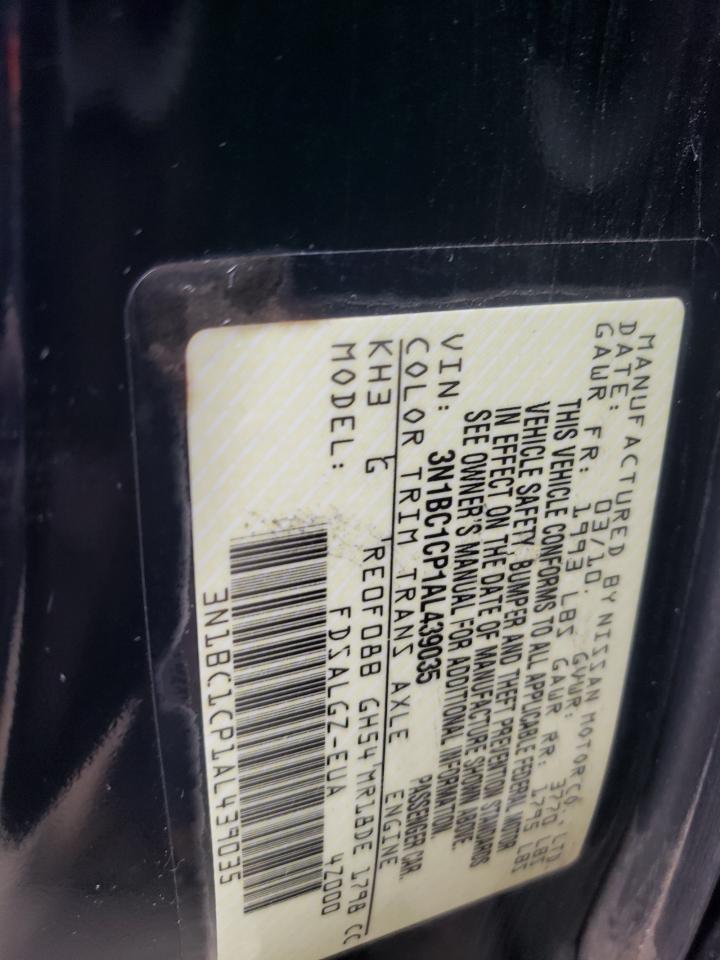 MANUFACTURED BY NISSAN MOTOR CO., LTD.
DATE: 03/10. GVWR: 3770 LBS
GAWR FR: 1993 LBS GAWR RR: 1795 LBS
THIS VEHICLE CONFORMS TO ALL APPLICABLE FEDERAL MOTOR
VEHICLE SAFETY, BUMPER AND THEFT PREVENTION STANDARDS
IN EFFECT ON THE DATE OF MANUFACTURE SHOWN ABOVE
SEE OWNER'S MANUAL FOR ADDITIONAL INFORMATION.
VIN: 3N1BC1CP1AL439035 PASSENGER CAR.
COLOR TRIM TRANS AXLE ENGINE
KH3 G RE0F08B GH54 MR18DE 1798 CC
MODEL: FDSALGZ-EUA 4Z000
3N1BC1CP1AL439035